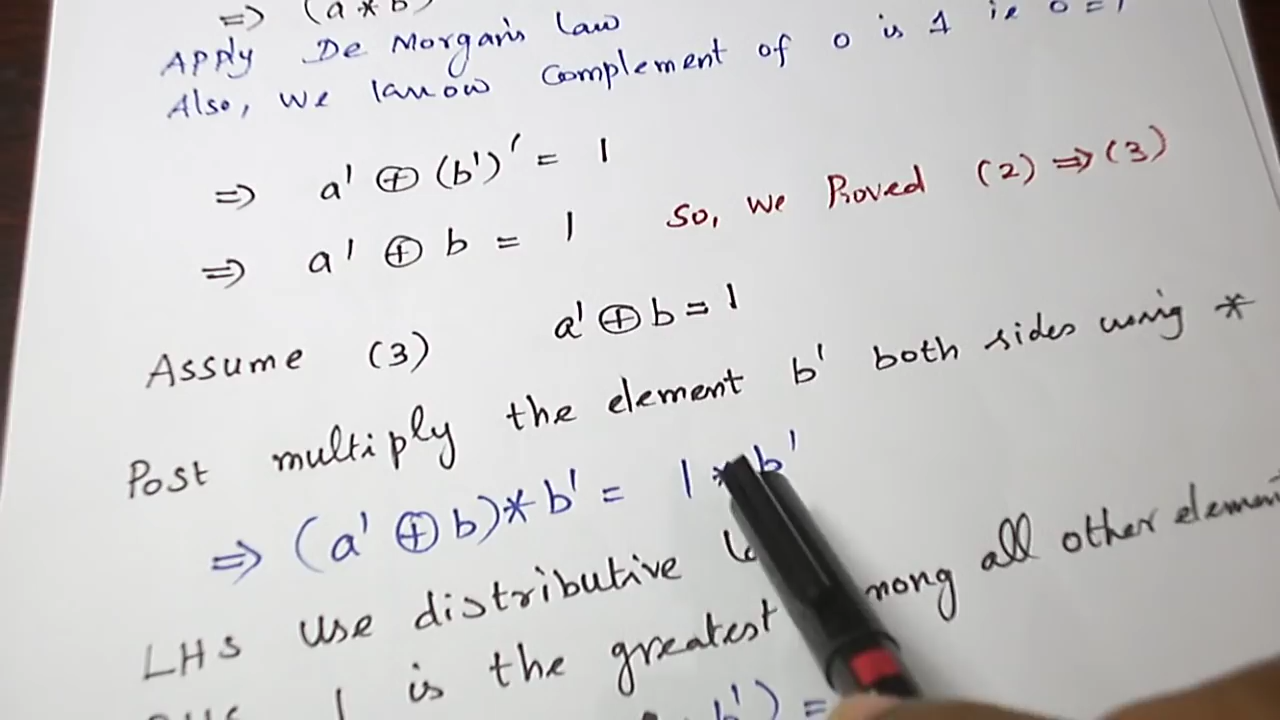 => (a * b
Apply De Morgan's law
Also, we know complement of 0 is 1 ie 0 = 1
=> a' ⊕ (b')' = 1
=> a' ⊕ b = 1 So, we Proved (2) => (3)
Assume (3) a' ⊕ b = 1
Post multiply the element b' both sides using *
=> (a' ⊕ b) * b' = 1 * b'
LHS use distributive
1 is the greatest among all other element
b') =